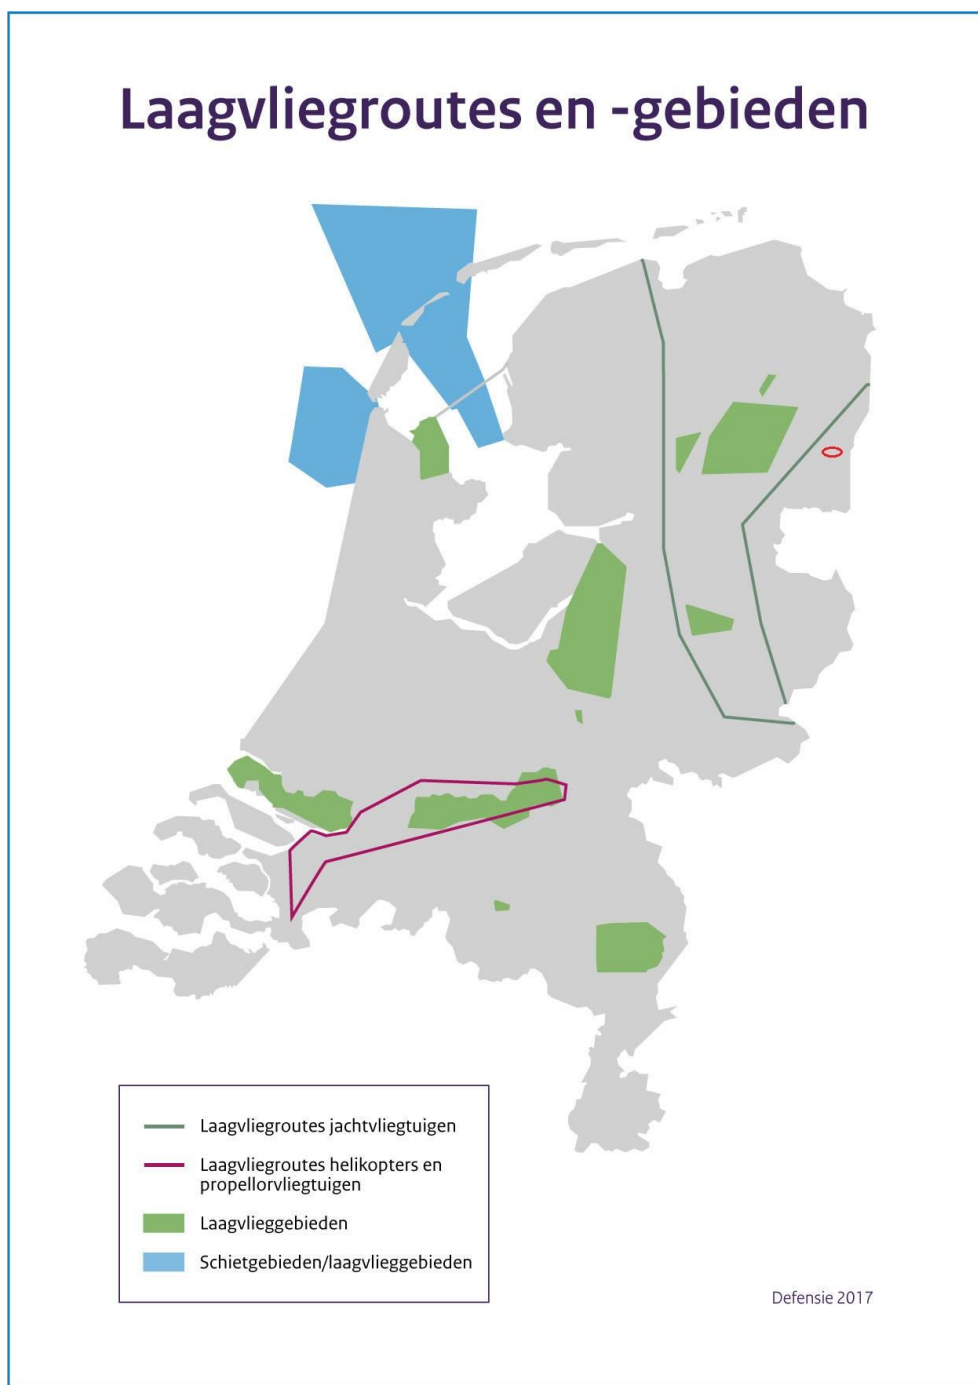 Laagvliegroutes en -gebieden
Laagvliegroutes jachtvliegtuigen
Laagvliegroutes helikopters en
propellorvliegtuigen
Laagvlieggebieden
Schietgebieden/laagvlieggebieden
Defensie 2017